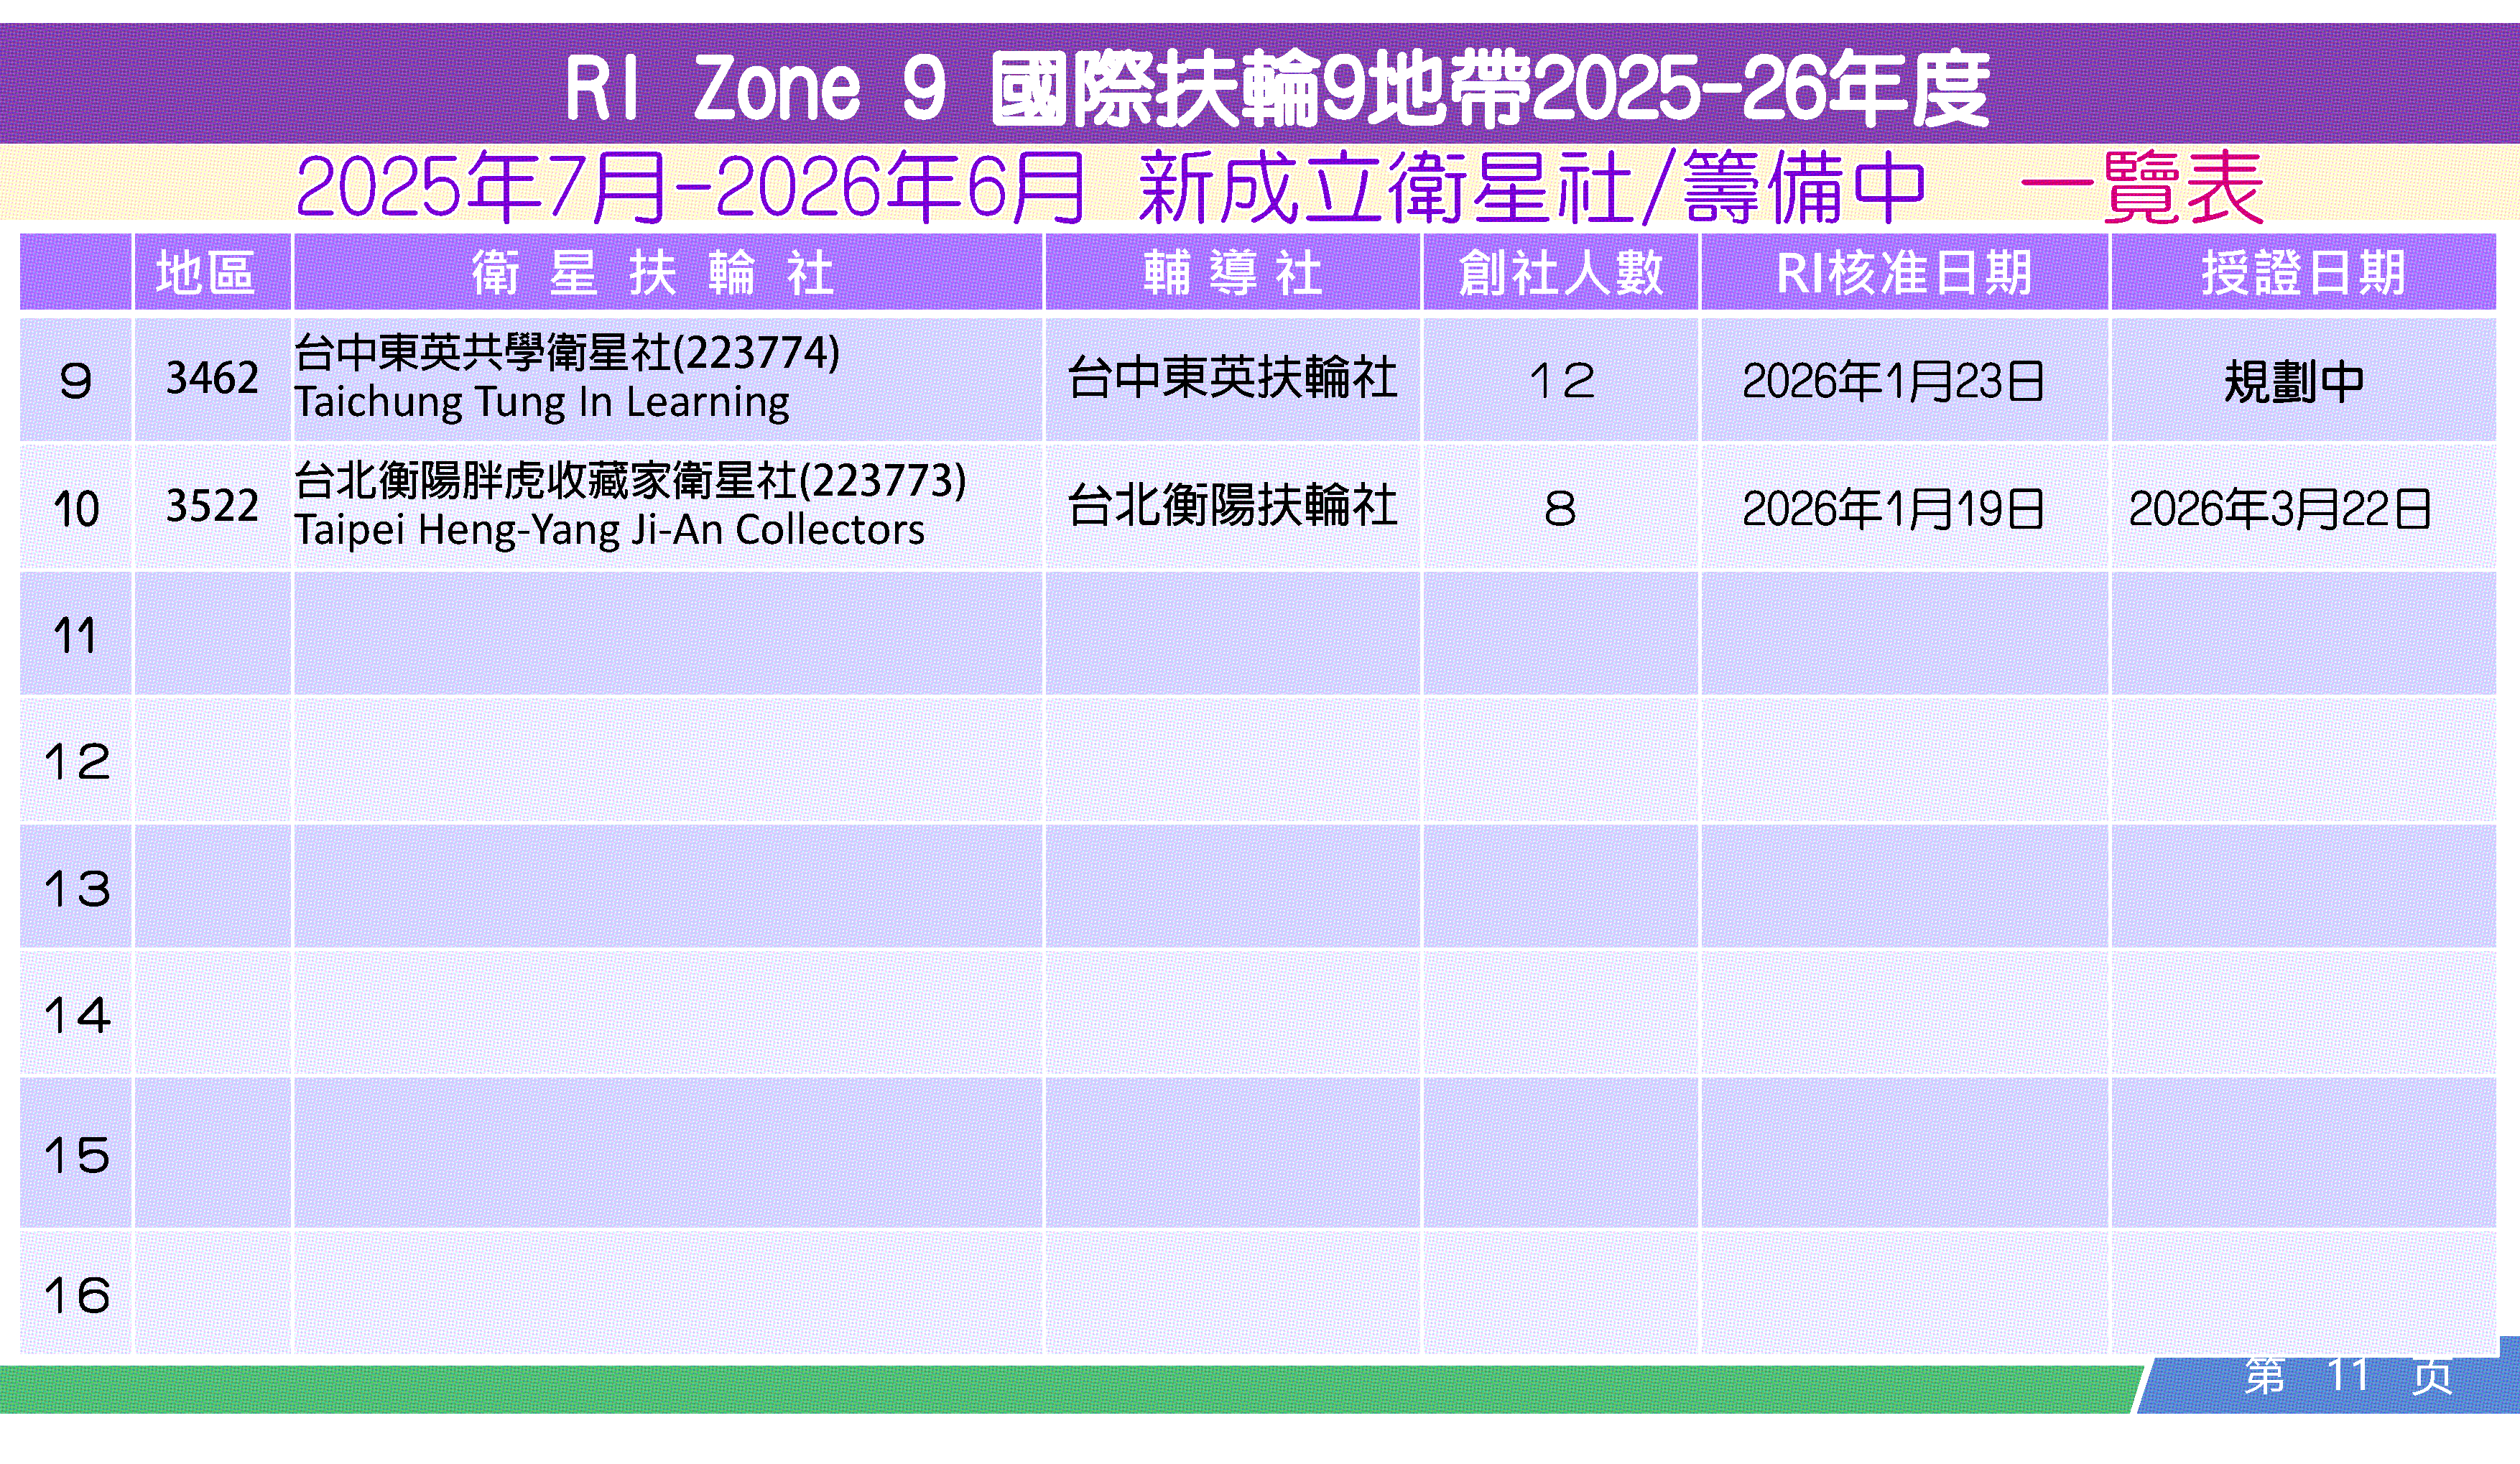 RI Zone 9 國際扶輪9地帶2025-26年度
2025年7月-2026年6月 新成立衛星社/籌備中 一覽表
地區 衛星扶輪社 輔導社 創社人數 RI核准日期 授證日期
9 3462 台中東英共學衛星社(223774) 台中東英扶輪社 12 2026年1月23日 規劃中
Taichung Tung In Learning
10 3522 台北衡陽胖虎收藏家衛星社(223773) 台北衡陽扶輪社 8 2026年1月19日 2026年3月22日
Taipei Heng-Yang Ji-An Collectors
11
12
13
14
15
16
第 11 页